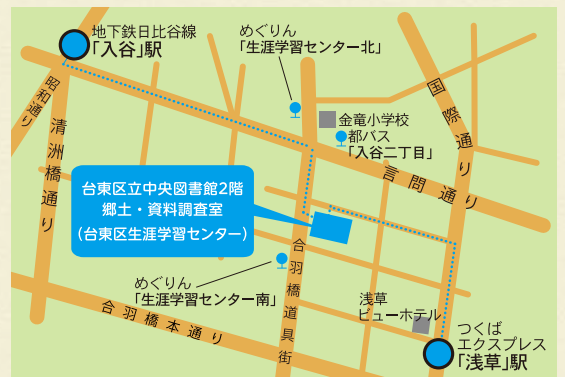 地下鉄日比谷線
「入谷」駅
めぐりん
「生涯学習センター北」
国際通り
昭和通り
清洲橋通り
金竜小学校
都バス
「入谷二丁目」
言問通り
台東区立中央図書館2階
郷土・資料調査室
(台東区生涯学習センター)
合羽橋道具街
めぐりん
「生涯学習センター南」
合羽橋本通り
浅草
ビューホテル
つくば
エクスプレス
「浅草」駅